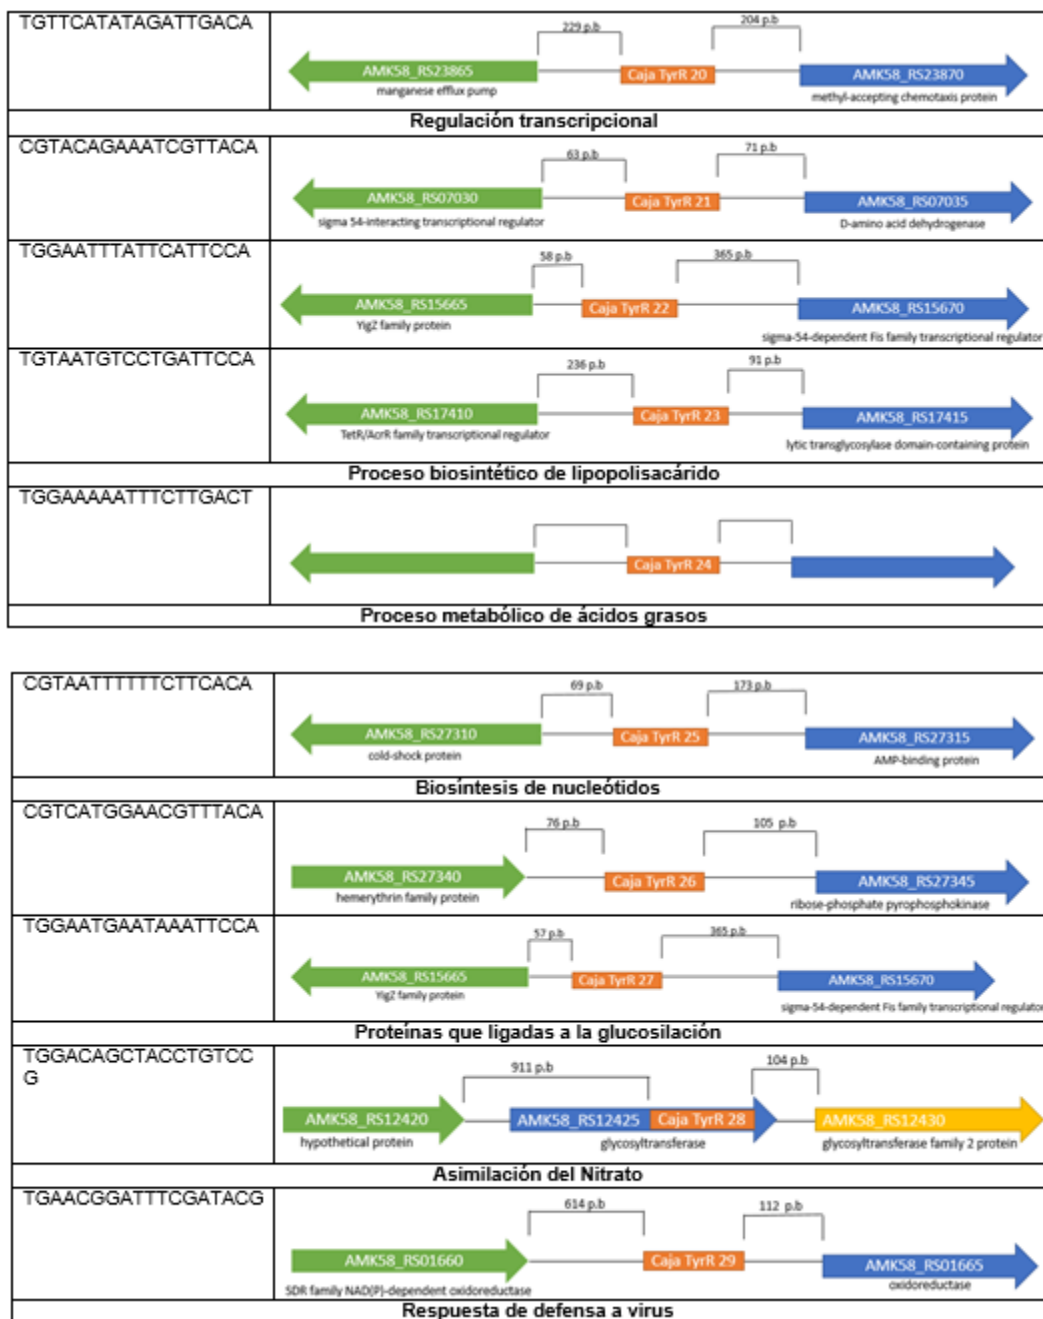 TGTTCATATAGATTGACA
229 p.b
204 p.b
AMK58_RS23865
Caja TyrR 20
AMK58_RS23870
manganese efflux pump
methyl-accepting chemotaxis protein
Regulación transcripcional
CGTACAGAAATCGTTACA
63 p.b
71 p.b
AMK58_RS07030
Caja TyrR 21
AMK58_RS07035
sigma 54-interacting transcriptional regulator
D-amino acid dehydrogenase
TGGAATTTATTCATTCCA
58 p.b
365 p.b
AMK58_RS15665
Caja TyrR 22
AMK58_RS15670
YigZ family protein
sigma-54-dependent Fis family transcriptional regulator
TGTAATGTCCTGATTCCA
236 p.b
91 p.b
AMK58_RS17410
Caja TyrR 23
AMK58_RS17415
TetR/AcrR family transcriptional regulator
lytic transglycosylase domain-containing protein
Proceso biosintético de lipopolisacárido
TGGAAAAATTTCTTGACT
Caja TyrR 24
Proceso metabólico de ácidos grasos
CGTAATTTTTTCTTCACA
69 p.b
173 p.b
AMK58_RS27310
Caja TyrR 25
AMK58_RS27315
cold-shock protein
AMP-binding protein
Biosíntesis de nucleótidos
CGTCATGGAACGTTTACA
76 p.b
105 p.b
AMK58_RS27340
Caja TyrR 26
AMK58_RS27345
hemerythrin family protein
ribose-phosphate pyrophosphokinase
TGGAATGAATAAATTCCA
57 p.b
365 p.b
AMK58_RS15665
Caja TyrR 27
AMK58_RS15670
YigZ family protein
sigma-54-dependent Fis family transcriptional regulator
Proteínas que ligadas a la glucosilación
TGGACAGCTACCTGTCC
G
911 p.b
104 p.b
AMK58_RS12420
AMK58_RS12425
Caja TyrR 28
AMK58_RS12430
hypothetical protein
glycosyltransferase
glycosyltransferase family 2 protein
Asimilación del Nitrato
TGAACGGATTTCGATACG
614 p.b
112 p.b
AMK58_RS01660
Caja TyrR 29
AMK58_RS01665
SDR family NAD(P)-dependent oxidoreductase
oxidoreductase
Respuesta de defensa a virus